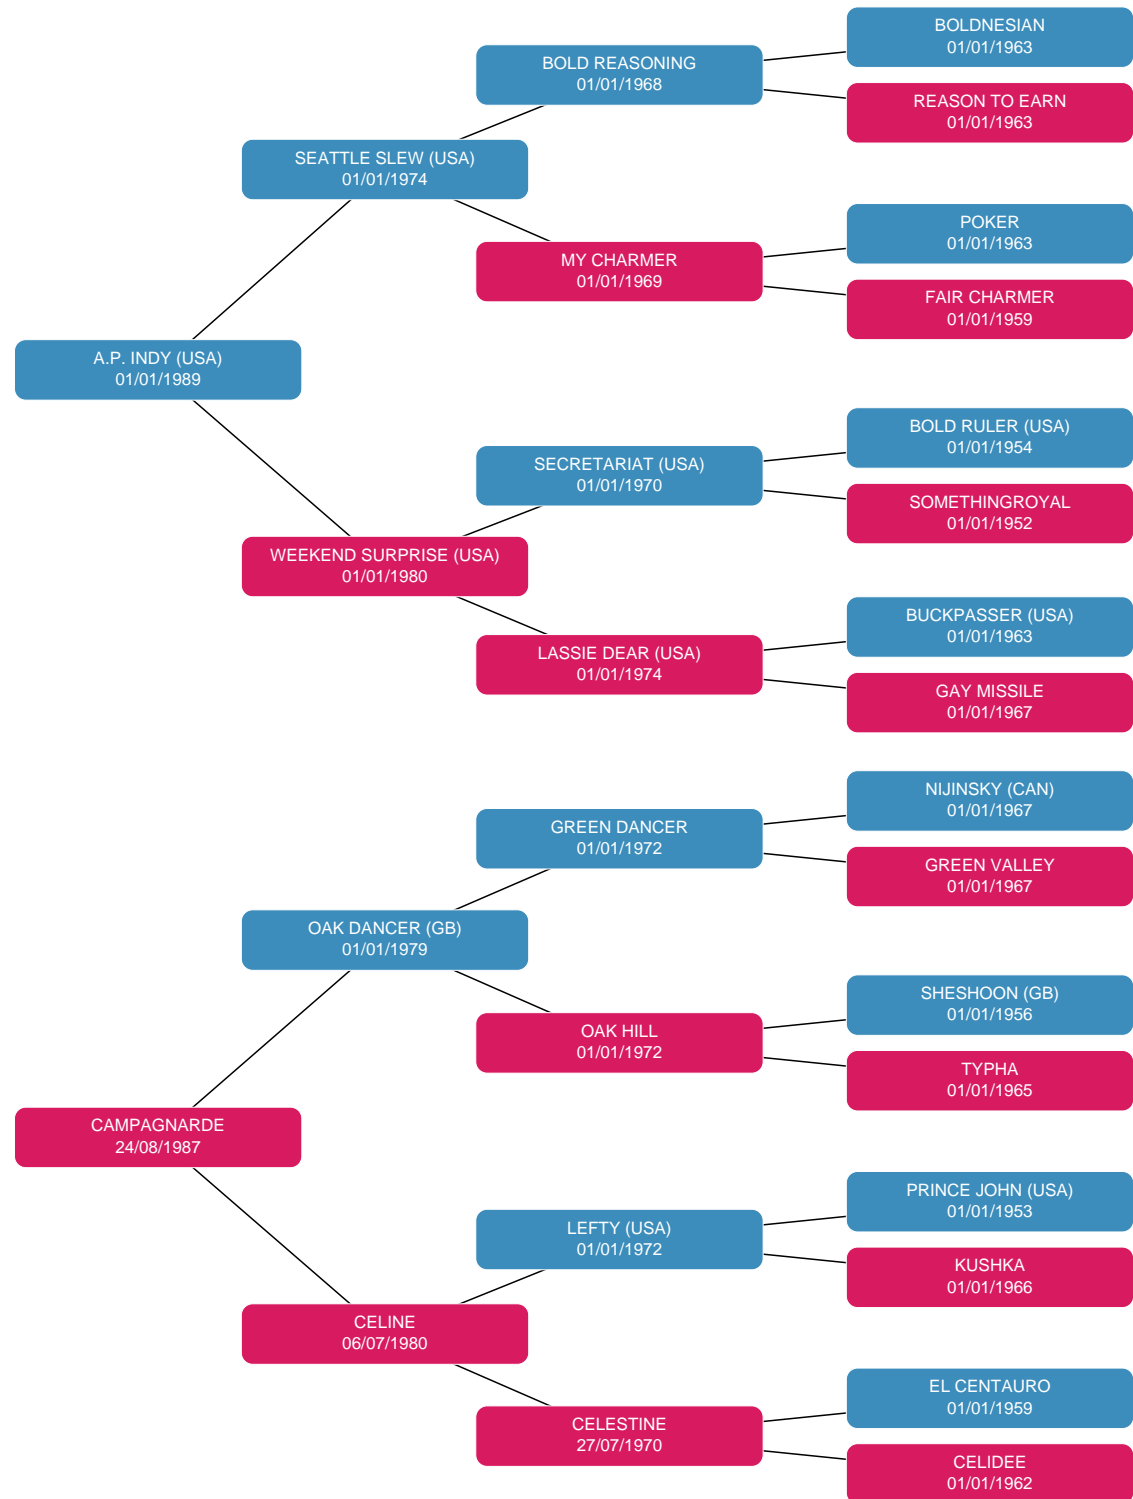 BOLDNESIAN
01/01/1963
BOLD REASONING
01/01/1968
REASON TO EARN
01/01/1963
SEATTLE SLEW (USA)
01/01/1974
POKER
01/01/1963
MY CHARMER
01/01/1969
FAIR CHARMER
01/01/1959
A.P. INDY (USA)
01/01/1989
BOLD RULER (USA)
01/01/1954
SECRETARIAT (USA)
01/01/1970
SOMETHINGROYAL
01/01/1952
WEEKEND SURPRISE (USA)
01/01/1980
BUCKPASSER (USA)
01/01/1963
LASSIE DEAR (USA)
01/01/1974
GAY MISSILE
01/01/1967
NIJINSKY (CAN)
01/01/1967
GREEN DANCER
01/01/1972
GREEN VALLEY
01/01/1967
OAK DANCER (GB)
01/01/1979
SHESHOON (GB)
01/01/1956
OAK HILL
01/01/1972
TYPHA
01/01/1965
CAMPAGNARDE
24/08/1987
PRINCE JOHN (USA)
01/01/1953
LEFTY (USA)
01/01/1972
KUSHKA
01/01/1966
CELINE
06/07/1980
EL CENTAURO
01/01/1959
CELESTINE
27/07/1970
CELIDEE
01/01/1962